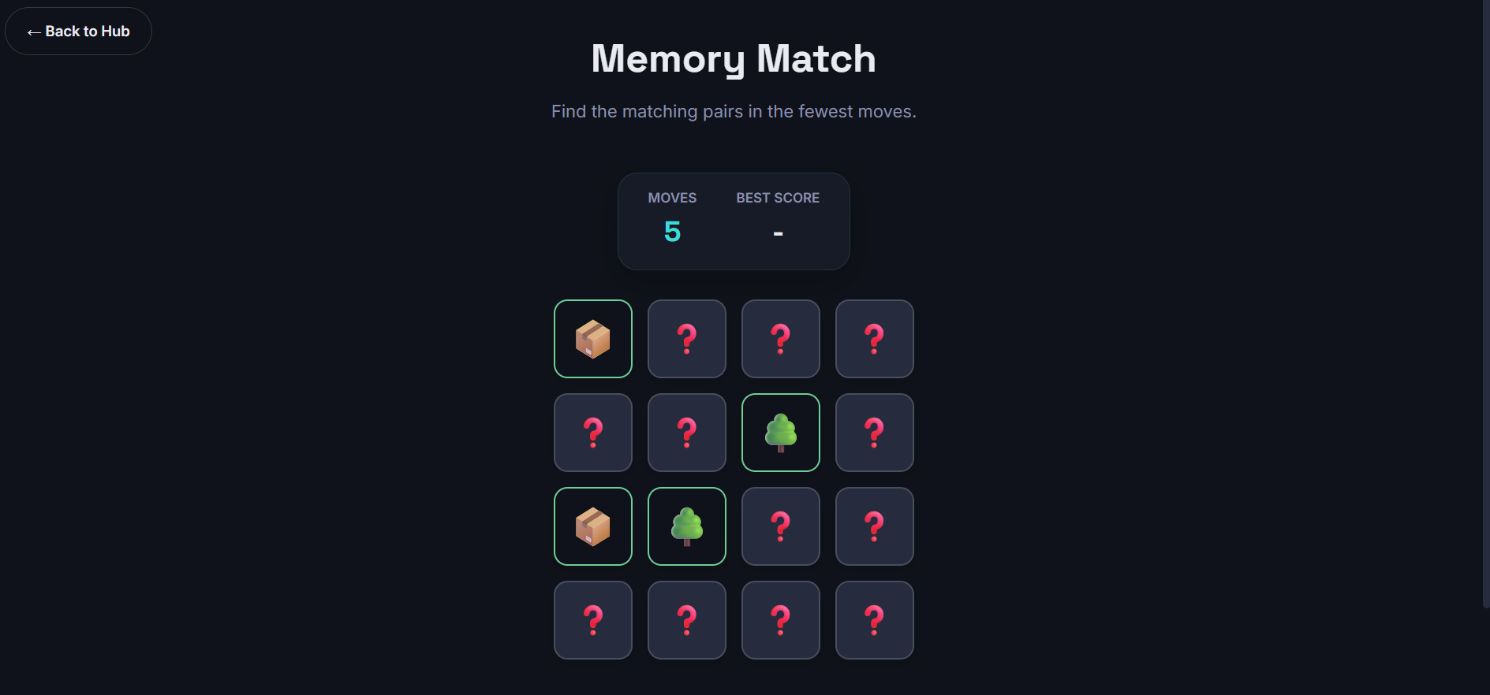 ← Back to Hub
Memory Match
Find the matching pairs in the fewest moves.
MOVES BEST SCORE
5 -
❓ ❓ ❓
❓ ❓ ❓
❓ ❓
❓ ❓ ❓ ❓